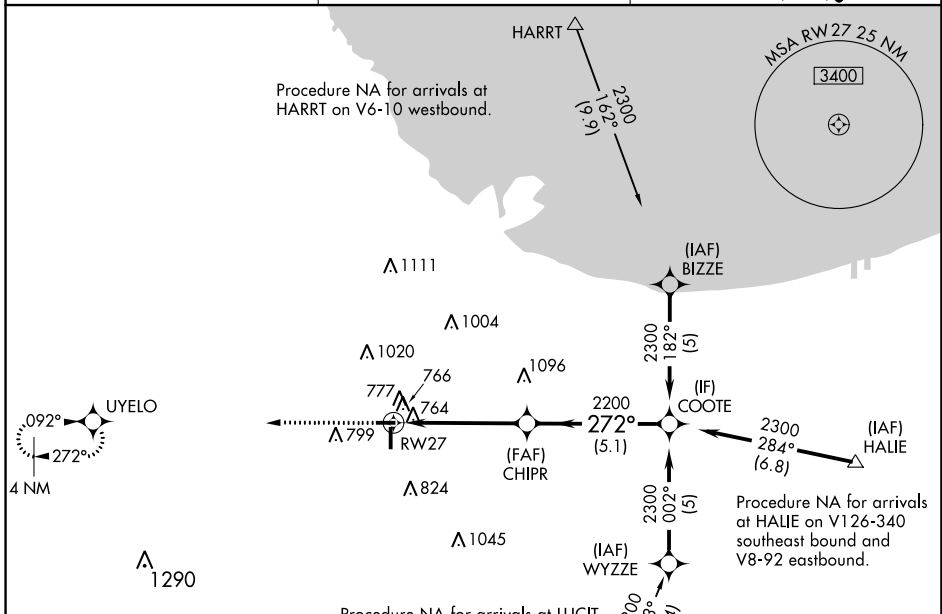 HARRT
MSA RW27 25 NM
3400
Procedure NA for arrivals at
HARRT on V6-10 westbound.
2300
162°
(9.9)
(IAF)
BIZZE
1111
1004
2300
182°
(5)
1020
1096
766
777
764
(IF)
COOTE
UYELO
092°
272°
4 NM
799
RW27
2200
272°
(5.1)
(FAF)
CHIPR
2300
284°
(6.8)
(IAF)
HALIE
824
2300
002°
(5)
Procedure NA for arrivals
at HALIE on V126-340
southeast bound and
V8-92 eastbound.
1045
(IAF)
WYZZE
1290